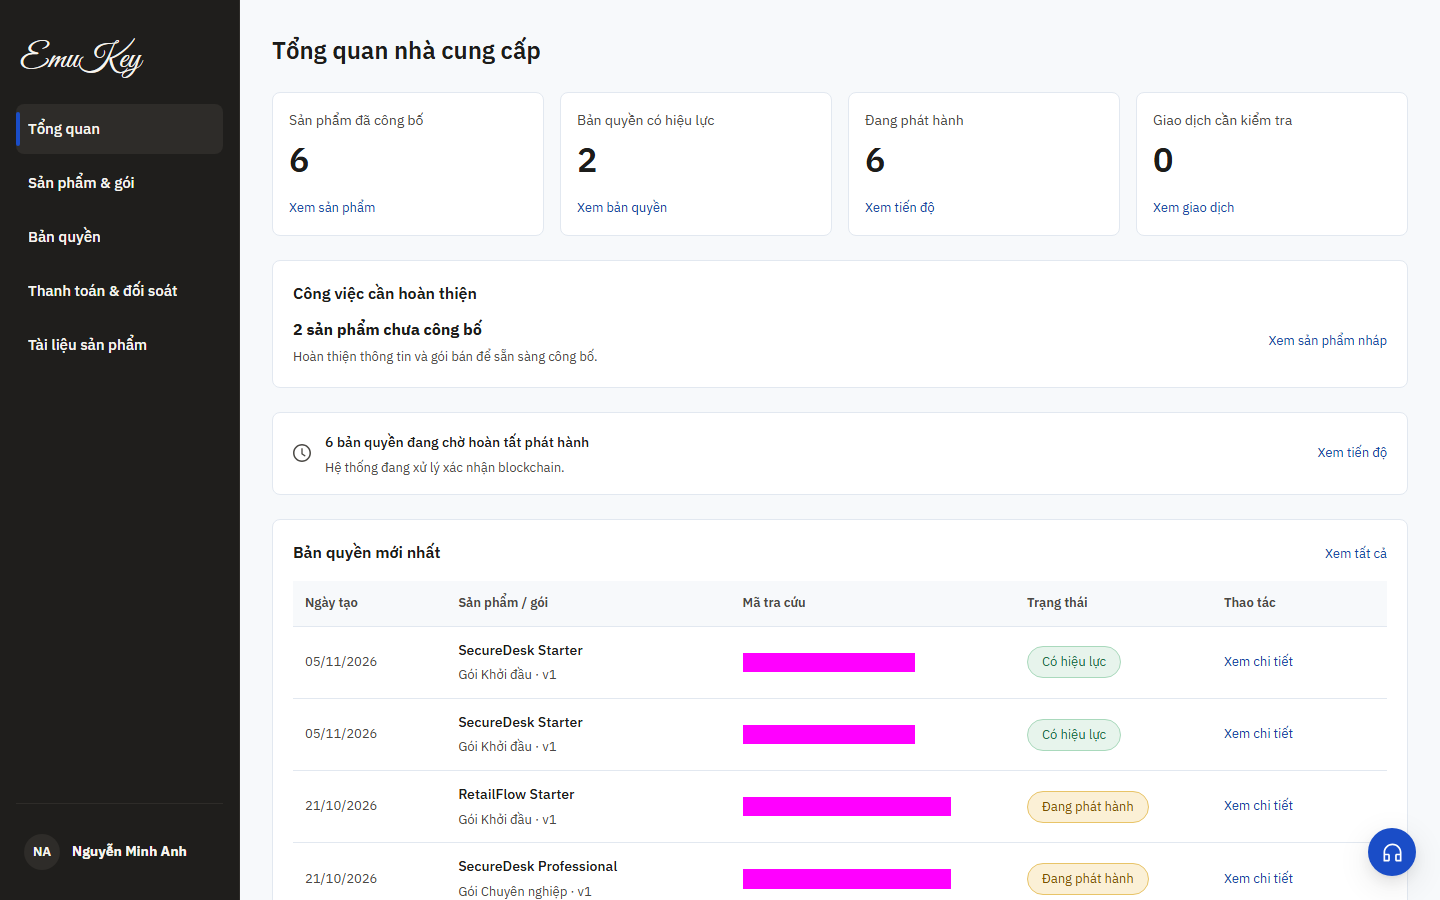 EmuKey
Tổng quan
Sản phẩm & gói
Bản quyền
Thanh toán & đối soát
Tài liệu sản phẩm
NA
Nguyễn Minh Anh
Tổng quan nhà cung cấp
Sản phẩm đã công bố
6
Xem sản phẩm
Bản quyền có hiệu lực
2
Xem bản quyền
Đang phát hành
6
Xem tiến độ
Giao dịch cần kiểm tra
0
Xem giao dịch
Công việc cần hoàn thiện
2 sản phẩm chưa công bố
Hoàn thiện thông tin và gói bán để sẵn sàng công bố.
Xem sản phẩm nháp
6 bản quyền đang chờ hoàn tất phát hành
Hệ thống đang xử lý xác nhận blockchain.
Xem tiến độ
Bản quyền mới nhất
Xem tất cả
Ngày tạo Sản phẩm / gói Mã tra cứu Trạng thái Thao tác
05/11/2026 SecureDesk Starter Có hiệu lực Xem chi tiết
Gói Khởi đầu · v1
05/11/2026 SecureDesk Starter Có hiệu lực Xem chi tiết
Gói Khởi đầu · v1
21/10/2026 RetailFlow Starter Đang phát hành Xem chi tiết
Gói Khởi đầu · v1
21/10/2026 SecureDesk Professional Đang phát hành Xem chi tiết
Gói Chuyên nghiệp · v1